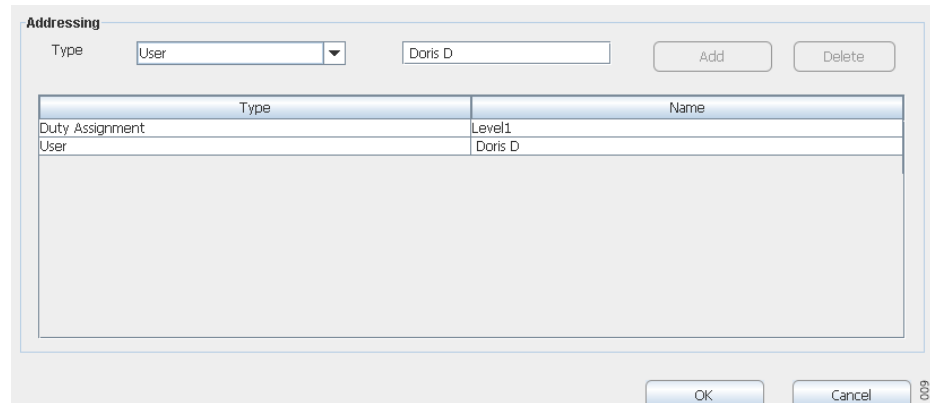 Addressing
Type User Doris D Add Delete
Type Name
Duty Assignment Level1
User Doris D
OK Cancel
009